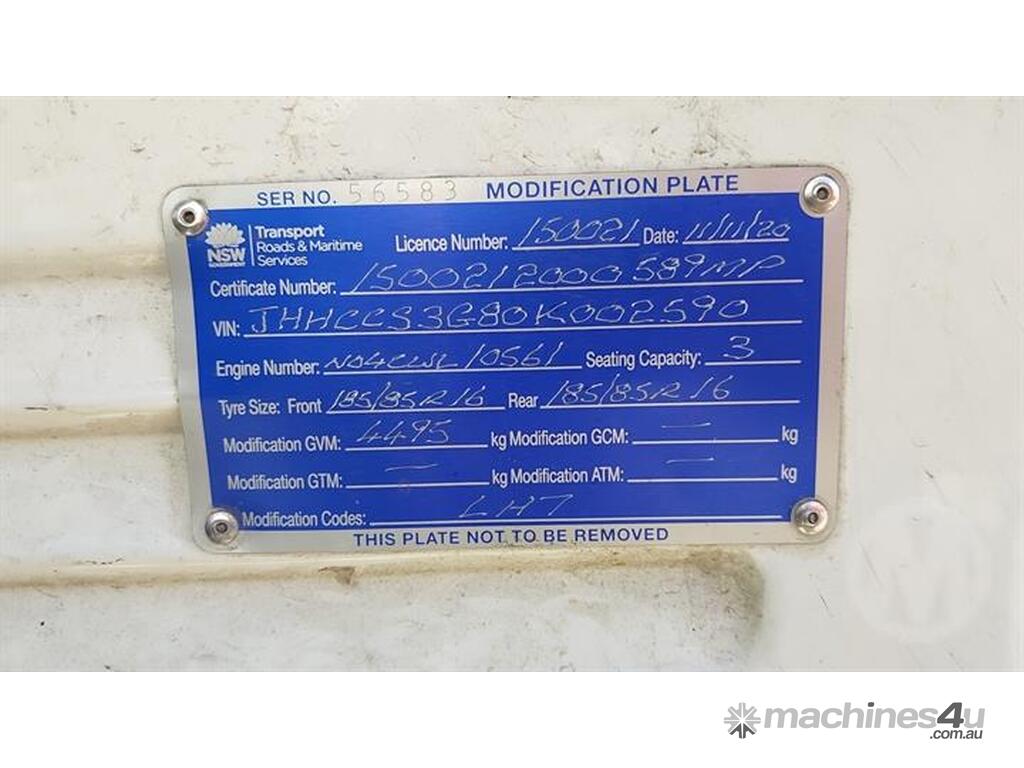 SER NO. 56583 MODIFICATION PLATE
NSW GOVERNMENT
Transport
Roads & Maritime
Services
Licence Number: 150021 Date: 11/11/20
Certificate Number: 1500212000589MP
VIN: JHHCCS3G80K002590
Engine Number: N04CWL10561 Seating Capacity: 3
Tyre Size: Front 185/85R16 Rear 185/85R16
Modification GVM: 4495 kg Modification GCM: — kg
Modification GTM: — kg Modification ATM: — kg
Modification Codes: LH7
THIS PLATE NOT TO BE REMOVED
machines4u
.com.au